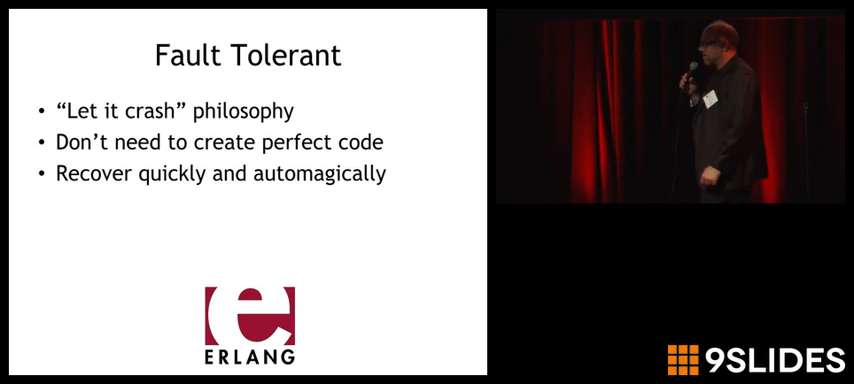 Fault Tolerant
• “Let it crash” philosophy
• Don’t need to create perfect code
• Recover quickly and automagically
e
ERLANG
9SLIDES